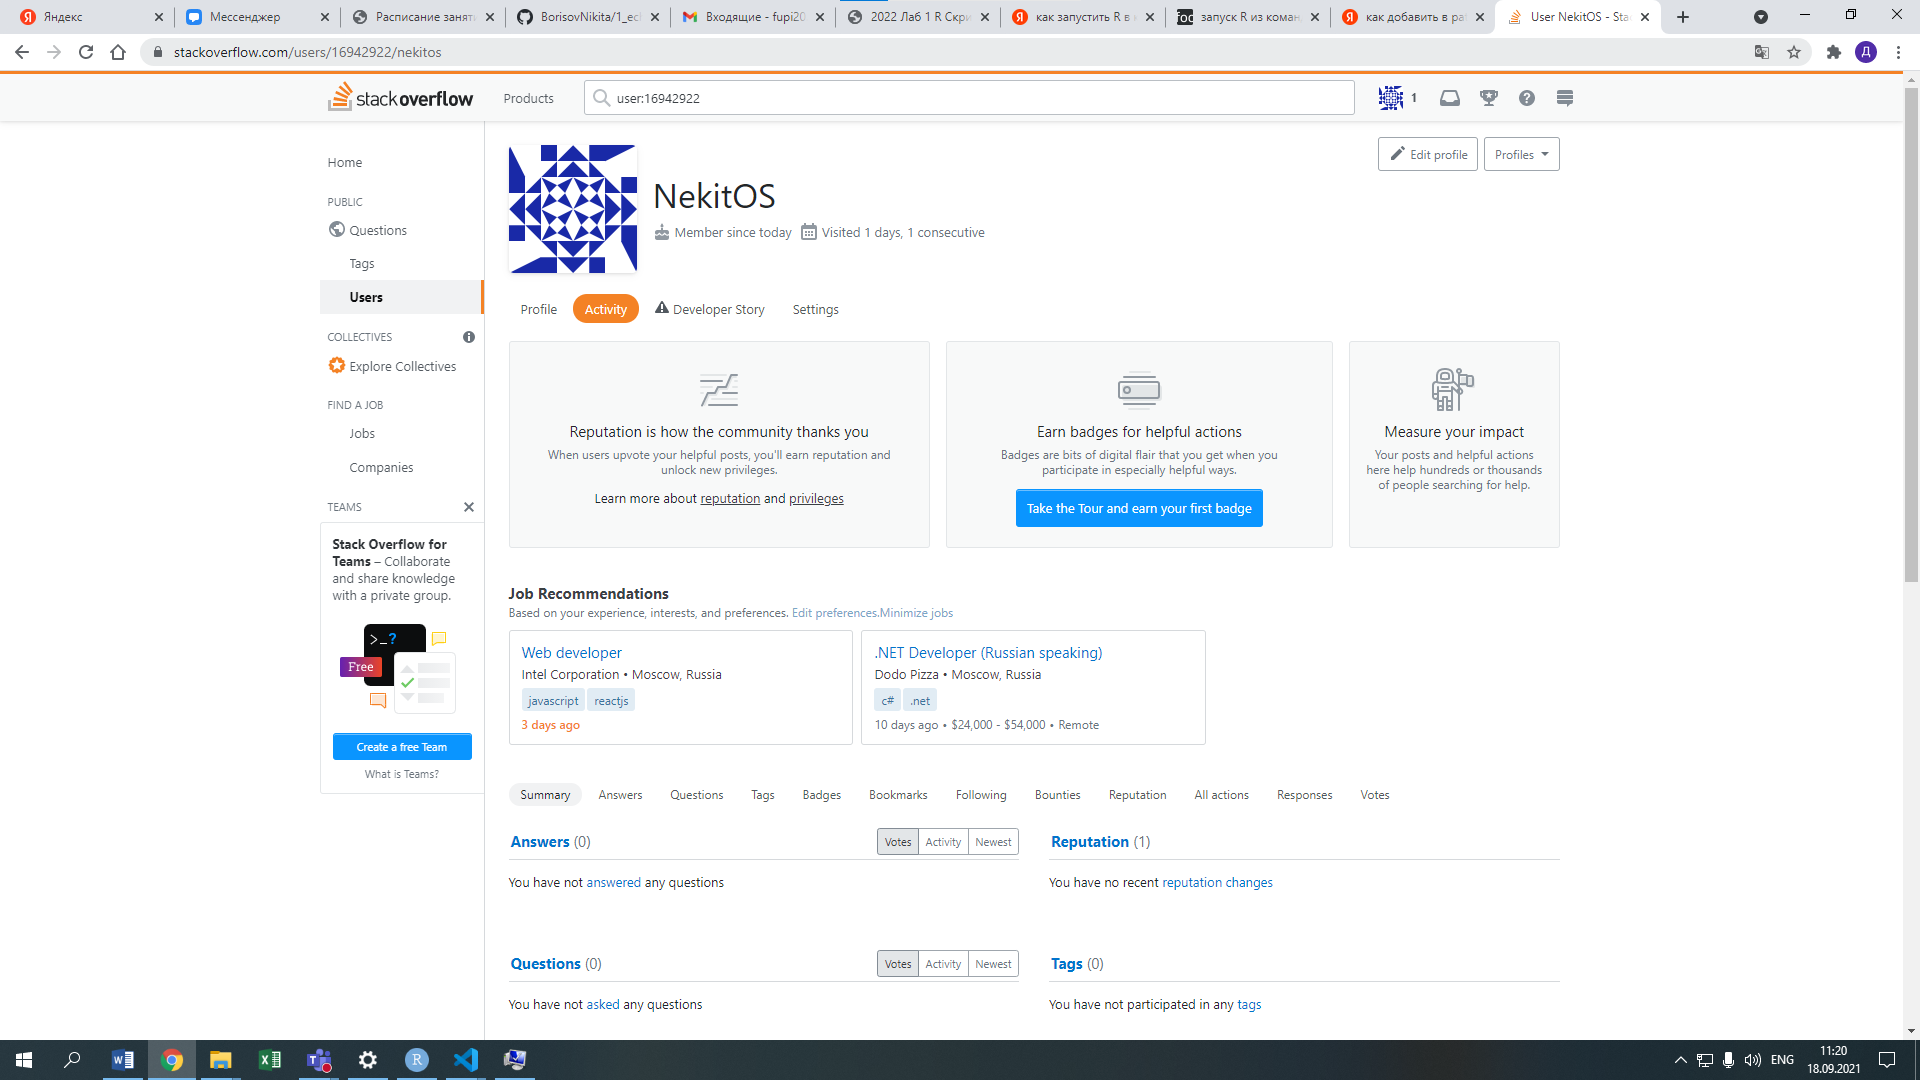 Яндекс
Мессенджер
Расписание занят
BorisovNikita/1_ec
Входящие - fupi20
2022 Лаб 1 R Скри
как запустить R в
запуск R из коман
как добавить в pat
User NekitOS - Sta
stackoverflow.com/users/16942922/nekitos
stackoverflow
Products
user:16942922
1
Д
Home
PUBLIC
Questions
Tags
Users
COLLECTIVES
Explore Collectives
FIND A JOB
Jobs
Companies
TEAMS
Stack Overflow for
Teams – Collaborate
and share knowledge
with a private group.
>_?
Free
Create a free Team
What is Teams?
Edit profile
Profiles
NekitOS
Member since today
Visited 1 days, 1 consecutive
Profile
Activity
Developer Story
Settings
Reputation is how the community thanks you
When users upvote your helpful posts, you'll earn reputation and
unlock new privileges.
Learn more about reputation and privileges
Earn badges for helpful actions
Badges are bits of digital flair that you get when you
participate in especially helpful ways.
Take the Tour and earn your first badge
Measure your impact
Your posts and helpful actions
here help hundreds or thousands
of people searching for help.
Job Recommendations
Based on your experience, interests, and preferences. Edit preferences.Minimize jobs
Web developer
Intel Corporation • Moscow, Russia
javascript reactjs
3 days ago
.NET Developer (Russian speaking)
Dodo Pizza • Moscow, Russia
c# .net
10 days ago • $24,000 - $54,000 • Remote
Summary Answers Questions Tags Badges Bookmarks Following Bounties Reputation All actions Responses Votes
Answers (0)
Votes Activity Newest
You have not answered any questions
Reputation (1)
You have no recent reputation changes
Questions (0)
Votes Activity Newest
You have not asked any questions
Tags (0)
You have not participated in any tags
ENG
11:20
18.09.2021